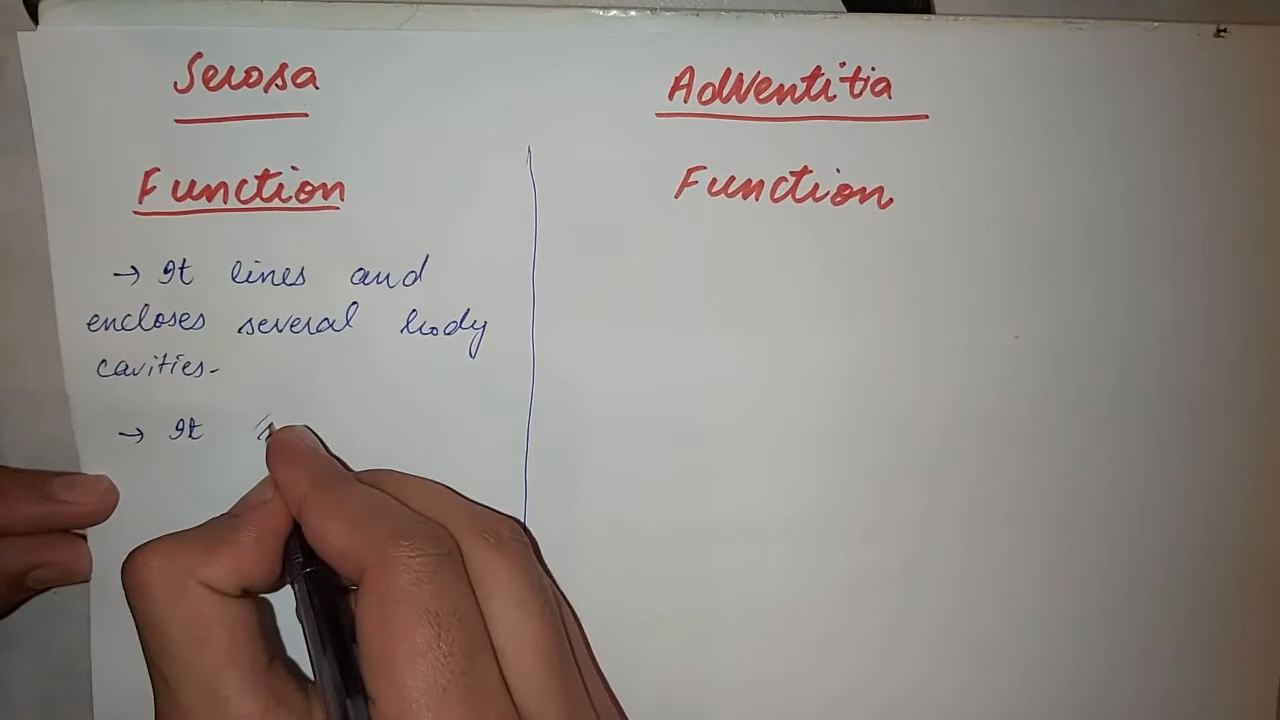 Serosa
Adventitia
Function
Function
→ It lines and
encloses several body
cavities.
→ It